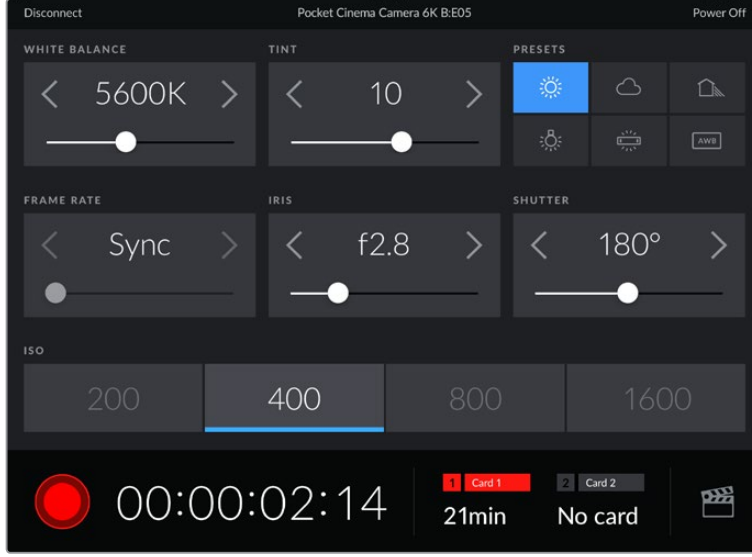 Disconnect Pocket Cinema Camera 6K B:E05 Power Off
WHITE BALANCE TINT PRESETS
5600K 10
AWB
FRAME RATE IRIS SHUTTER
Sync f2.8 180°
ISO
200 400 800 1600
1 Card 1 2 Card 2
00:00:02:14 21min No card